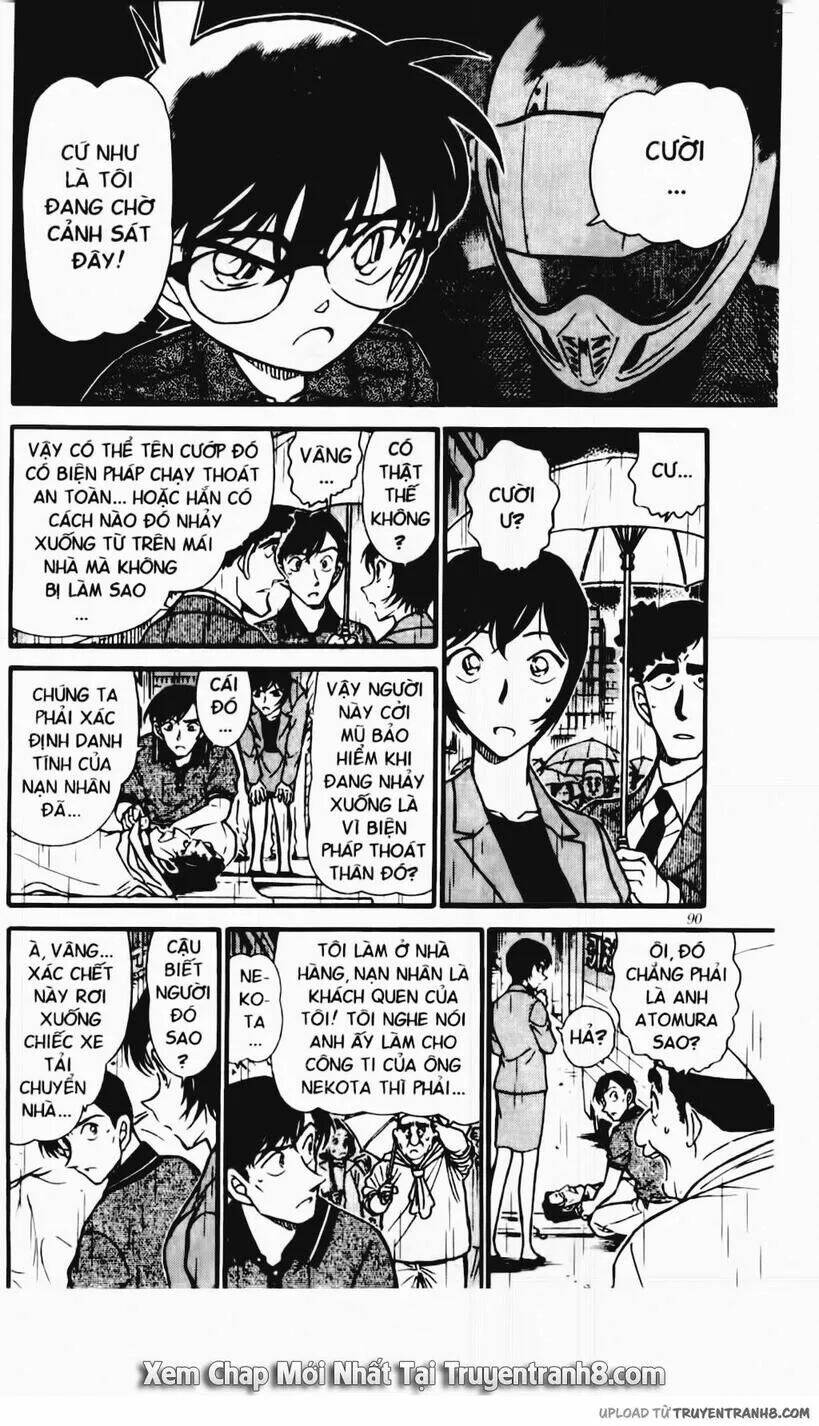 CƯỜI
...
CỨ NHƯ
LÀ TÔI
ĐANG CHỜ
CẢNH SÁT
ĐÂY!
CƯ...
CƯỜI
Ư?
CÓ
THẬT
THẾ
KHÔNG
?
VÂNG
...
VẬY CÓ THỂ TÊN CƯỚP ĐÓ
CÓ BIỆN PHÁP CHẠY THOÁT
AN TOÀN... HOẶC HẮN CÓ
CÁCH NÀO ĐÓ NHẢY
XUỐNG TỪ TRÊN MÁI
NHÀ MÀ KHÔNG
BỊ LÀM SAO
...
VẬY NGƯỜI
NÀY CỞI
MŨ BẢO
HIỂM KHI
ĐANG NHẢY
XUỐNG LÀ
VÌ BIỆN
PHÁP THOÁT
THÂN ĐÓ?
CÁI
ĐÓ
...
CHÚNG TA
PHẢI XÁC
ĐỊNH DANH
TÍNH CỦA
NẠN NHÂN
ĐÃ...
90
ÔI, ĐÓ
CHẲNG PHẢI
LÀ ANH
ATOMURA
SAO?
HẢ?
TÔI LÀM Ở NHÀ
HÀNG, NẠN NHÂN LÀ
KHÁCH QUEN CỦA
TÔI! TÔI NGHE NÓI
ANH ẤY LÀM CHO
CÔNG TI CỦA ÔNG
NEKOTA THÌ PHẢI...
NE-
KO-
TA
...
CẬU
BIẾT
NGƯỜI
ĐÓ
SAO
?
À, VÂNG...
XÁC CHẾT
NÀY RƠI
XUỐNG
CHIẾC XE
TẢI
CHUYỂN
NHÀ...
Xem Chap Mới Nhất Tại Truyentranh8.com
UPLOAD TỪ TRUYENTRANH8.COM